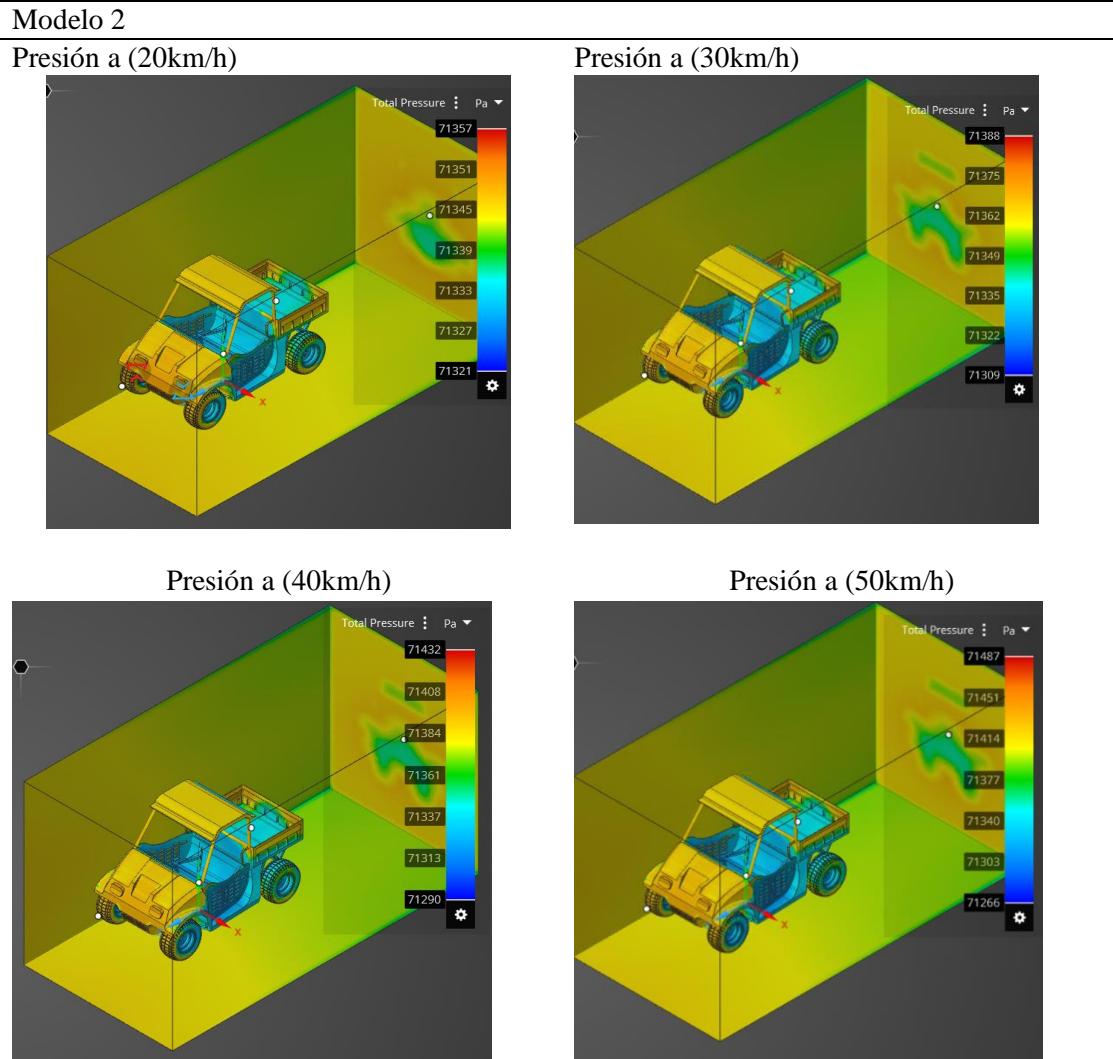 Modelo 2
Presión a (20km/h)
Presión a (30km/h)
Total Pressure Pa
71357
71351
71345
71339
71333
71327
71321
x
Total Pressure Pa
71388
71375
71362
71349
71335
71322
71309
x
Presión a (40km/h)
Presión a (50km/h)
Total Pressure Pa
71432
71408
71384
71361
71337
71313
71290
x
Total Pressure Pa
71487
71451
71414
71377
71340
71303
71266
x